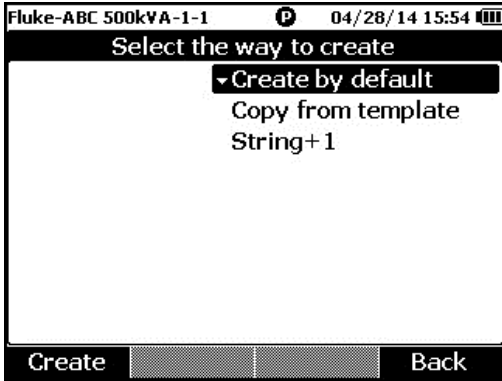 Fluke-ABC 500kVA-1-1 P 04/28/14 15:54
Select the way to create
Create by default
Copy from template
String+1
Create Back